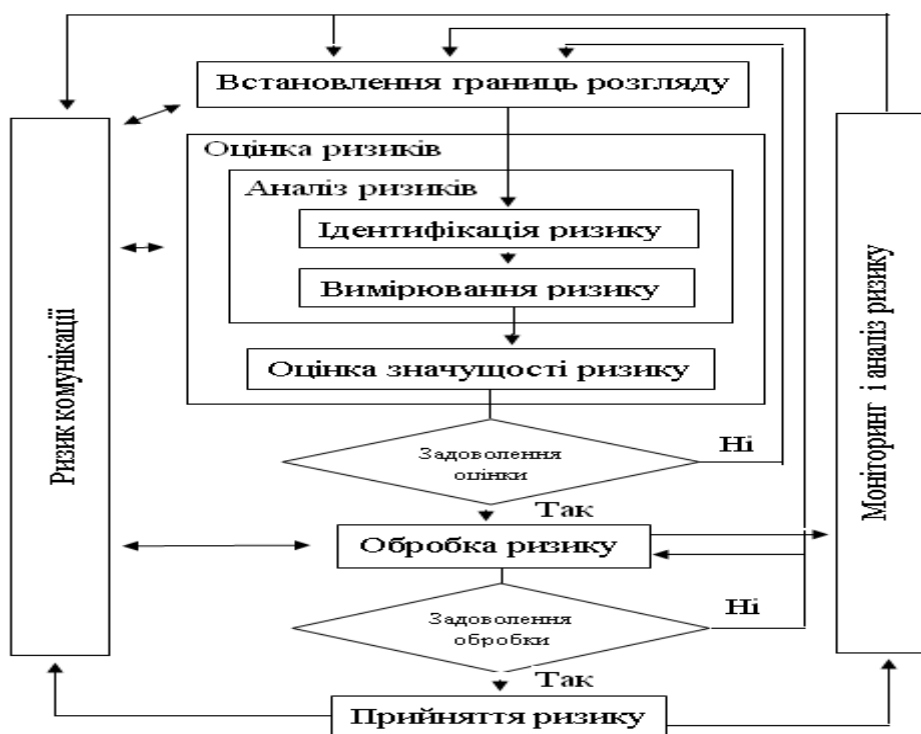 Встановлення границь розгляду
Оцінка ризиків
Аналіз ризиків
Ідентифікація ризику
Вимірювання ризику
Оцінка значущості ризику
Задоволення
оцінки
Ні
Так
Обробка ризику
Задоволення
обробки
Ні
Так
Прийняття ризику
Ризик комунікації
Моніторинг і аналіз ризику